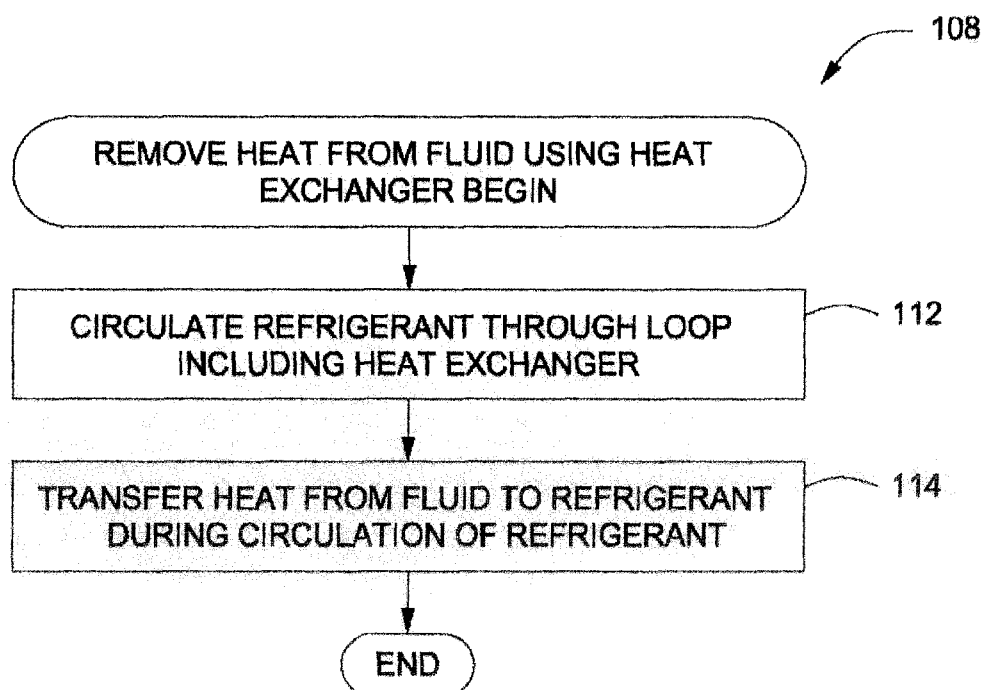 108
REMOVE HEAT FROM FLUID USING HEAT
EXCHANGER BEGIN
CIRCULATE REFRIGERANT THROUGH LOOP
INCLUDING HEAT EXCHANGER
112
TRANSFER HEAT FROM FLUID TO REFRIGERANT
DURING CIRCULATION OF REFRIGERANT
114
END